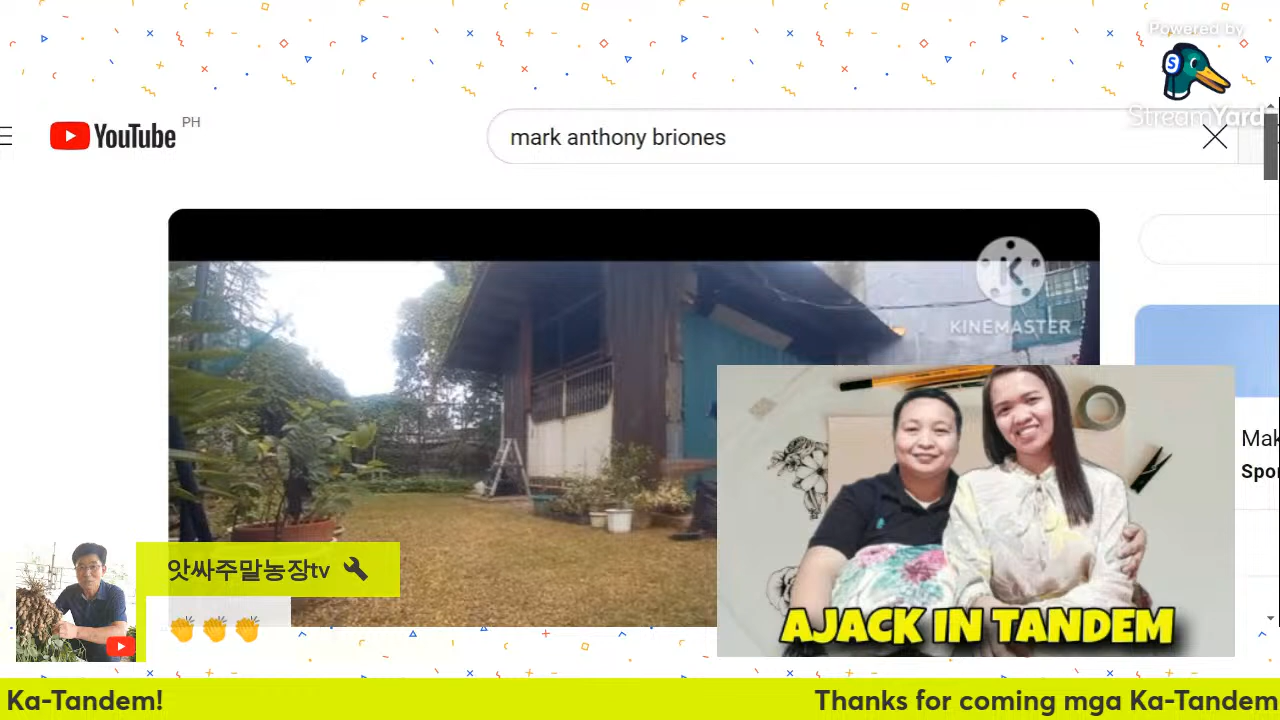 Powered by
StreamYard
YouTube PH
mark anthony briones
KINEMASTER
Mak
Spon
앗싸주말농장tv
👏👏👏
AJACK IN TANDEM
Ka-Tandem!
Thanks for coming mga Ka-Tandem